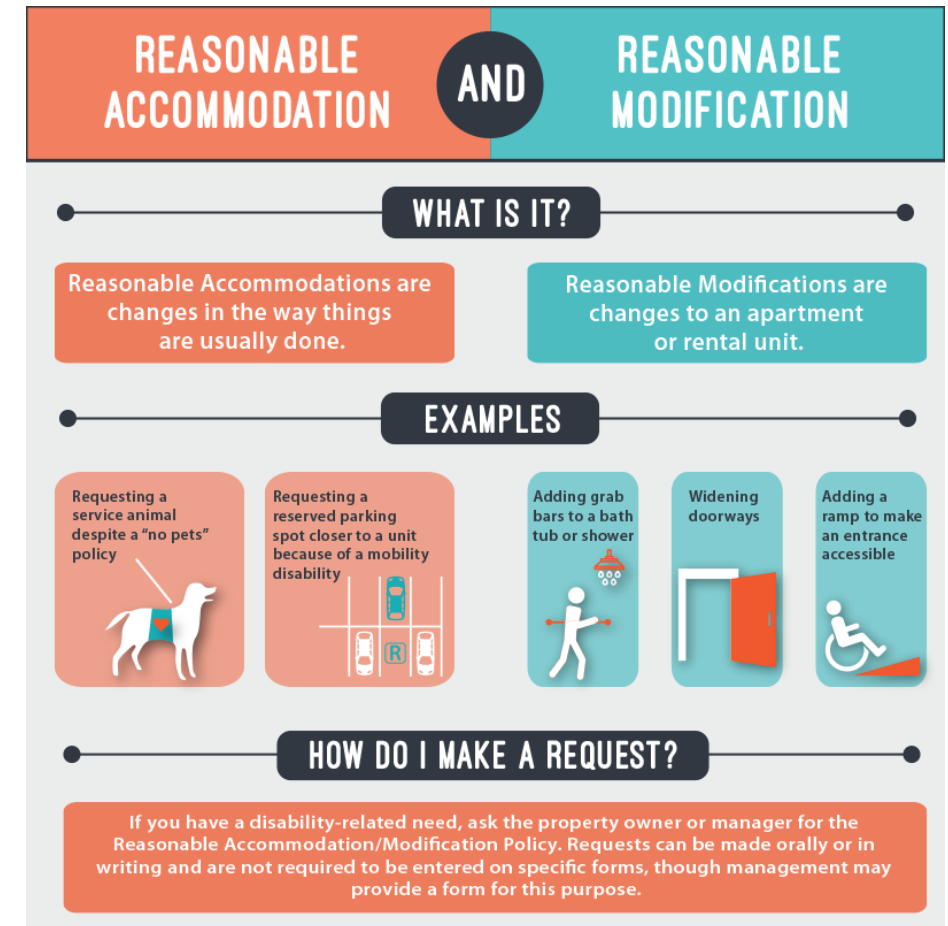 REASONABLE
ACCOMMODATION
AND
REASONABLE
MODIFICATION
WHAT IS IT?
Reasonable Accommodations are
changes in the way things
are usually done.
Reasonable Modifications are
changes to an apartment
or rental unit.
EXAMPLES
Requesting a
service animal
despite a “no pets”
policy
Requesting a
reserved parking
spot closer to a unit
because of a mobility
disability
R
Adding grab
bars to a bath
tub or shower
Widening
doorways
Adding a
ramp to make
an entrance
accessible
HOW DO I MAKE A REQUEST?
If you have a disability-related need, ask the property owner or manager for the
Reasonable Accommodation/Modification Policy. Requests can be made orally or in
writing and are not required to be entered on specific forms, though management may
provide a form for this purpose.